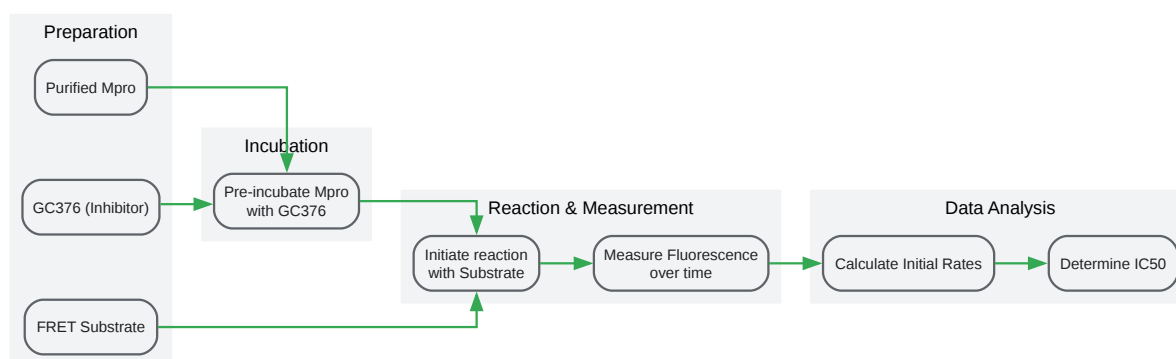 Preparation
Purified Mpro
GC376 (Inhibitor)
FRET Substrate
Incubation
Pre-incubate Mpro
with GC376
Reaction & Measurement
Initiate reaction
with Substrate
Measure Fluorescence
over time
Data Analysis
Calculate Initial Rates
Determine IC50